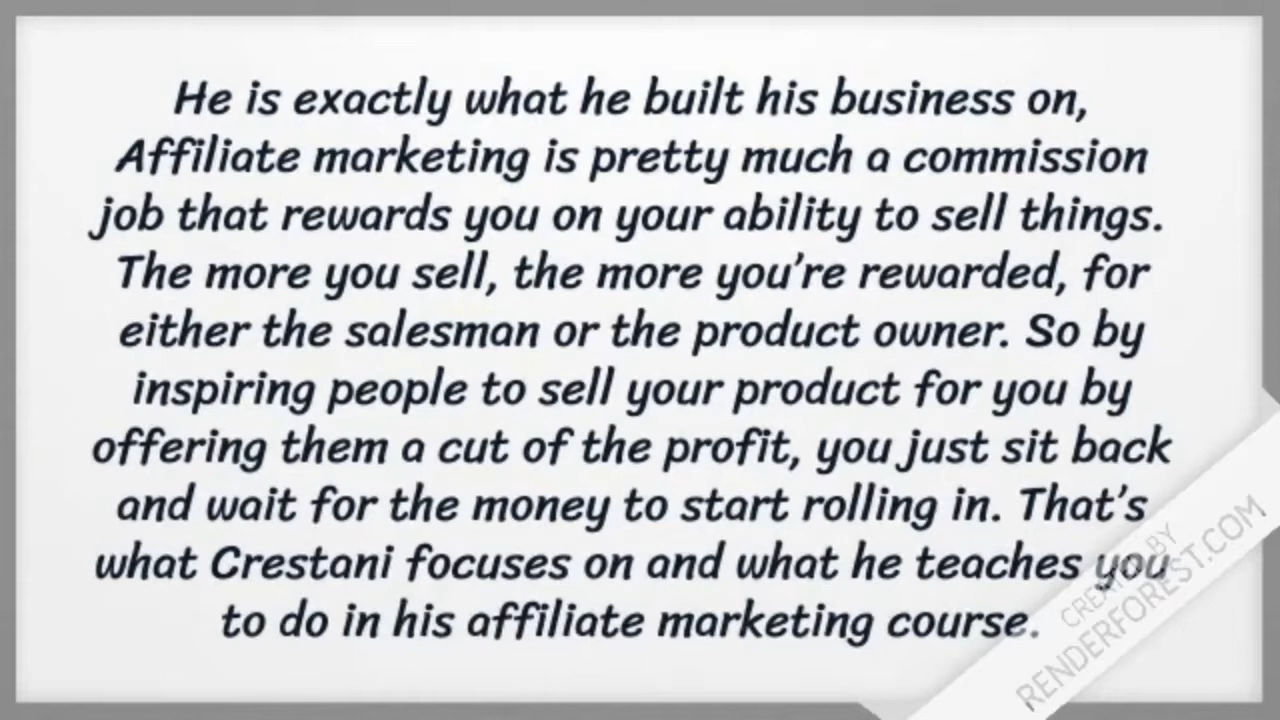 He is exactly what he built his business on,
Affiliate marketing is pretty much a commission
job that rewards you on your ability to sell things.
The more you sell, the more you’re rewarded, for
either the salesman or the product owner. So by
inspiring people to sell your product for you by
offering them a cut of the profit, you just sit back
and wait for the money to start rolling in. That’s
what Crestani focuses on and what he teaches you
to do in his affiliate marketing course.
CREATED BY
RENDERFOREST.COM